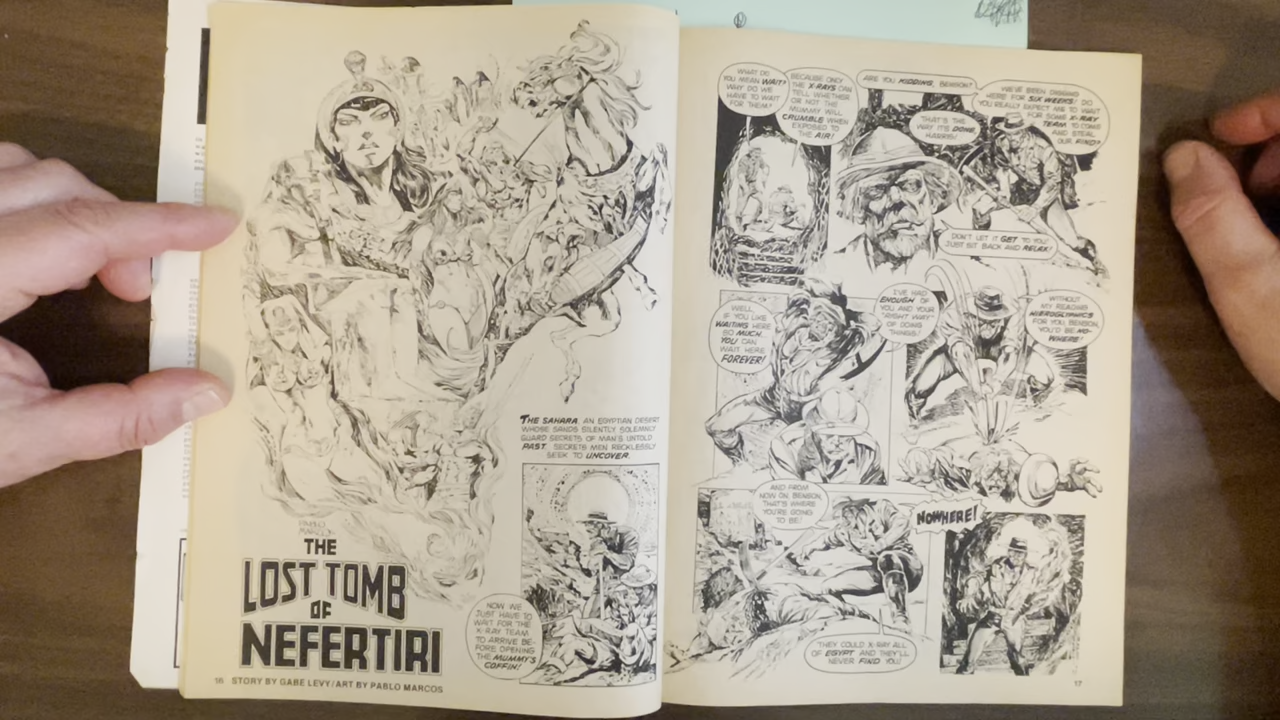 THE SAHARA. AN EGYPTIAN DESERT
WHOSE SANDS SILENTLY SOLEMNLY
GUARD SECRETS OF MAN'S UNTOLD
PAST. SECRETS MEN RECKLESSLY
SEEK TO UNCOVER.
PABLO
MARCOS
THE
LOST TOMB
OF
NEFERTIRI
NOW WE
JUST HAVE TO
WAIT FOR THE
X-RAY TEAM
TO ARRIVE BE-
FORE OPENING
THE MUMMY'S
COFFIN!
16 STORY BY GABE LEVY/ART BY PABLO MARCOS
WHAT DO
YOU MEAN WAIT?
WHY DO WE
HAVE TO WAIT
FOR THEM?
BECAUSE ONLY
THE X-RAYS CAN
TELL WHETHER
OR NOT THE
MUMMY WILL
CRUMBLE WHEN
EXPOSED TO
THE AIR!
ARE YOU KIDDING, BENSON?
THAT'S THE
WAY IT'S DONE,
HARRIS!
WE'VE BEEN DIGGING
HERE FOR SIX WEEKS! DO
YOU REALLY EXPECT ME TO WAIT
FOR SOME X-RAY
TEAM TO COME
AND STEAL
OUR FIND?
DON'T LET IT GET TO YOU!
JUST SIT BACK AND RELAX!
WELL,
IF YOU LIKE
WAITING HERE
SO MUCH,
YOU CAN
WAIT HERE
FOREVER!
I'VE HAD
ENOUGH OF
YOU AND YOUR
"RIGHT WAY"
OF DOING
THINGS!
WITHOUT
MY READING
HIEROGLYPHICS
FOR YOU, BENSON,
YOU'D BE NO-
WHERE!
AND FROM
NOW ON, BENSON,
THAT'S WHERE
YOU'RE GOING
TO BE!
NOWHERE!
THEY COULD X-RAY ALL
OF EGYPT AND THEY'LL
NEVER FIND YOU!
17